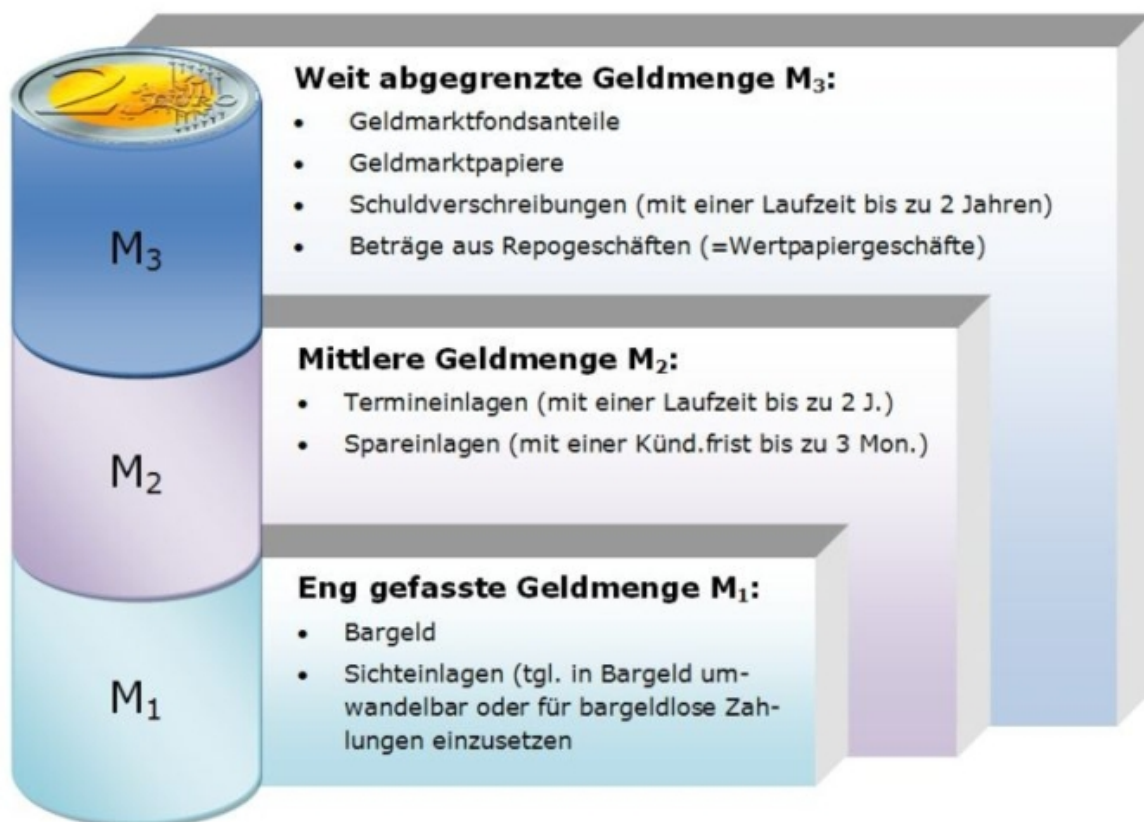 2 EURO
Weit abgegrenzte Geldmenge M₃:
• Geldmarktfondsanteile
• Geldmarktpapiere
• Schuldverschreibungen (mit einer Laufzeit bis zu 2 Jahren)
• Beträge aus Repogeschäften (=Wertpapiergeschäfte)
M₃
Mittlere Geldmenge M₂:
• Termineinlagen (mit einer Laufzeit bis zu 2 J.)
• Spareinlagen (mit einer Künd.frist bis zu 3 Mon.)
M₂
Eng gefasste Geldmenge M₁:
• Bargeld
• Sichteinlagen (tgl. in Bargeld um-
wandelbar oder für bargeldlose Zah-
lungen einzusetzen
M₁